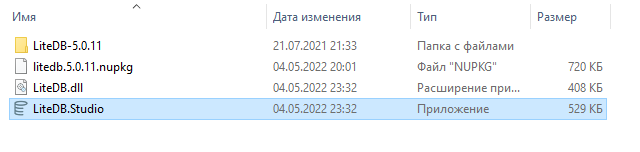 Имя Дата изменения Тип Размер
LiteDB-5.0.11 21.07.2021 21:33 Папка с файлами
litedb.5.0.11.nupkg 04.05.2022 20:01 Файл "NUPKG" 720 КБ
LiteDB.dll 04.05.2022 23:32 Расширение при... 408 КБ
LiteDB.Studio 04.05.2022 23:32 Приложение 529 КБ